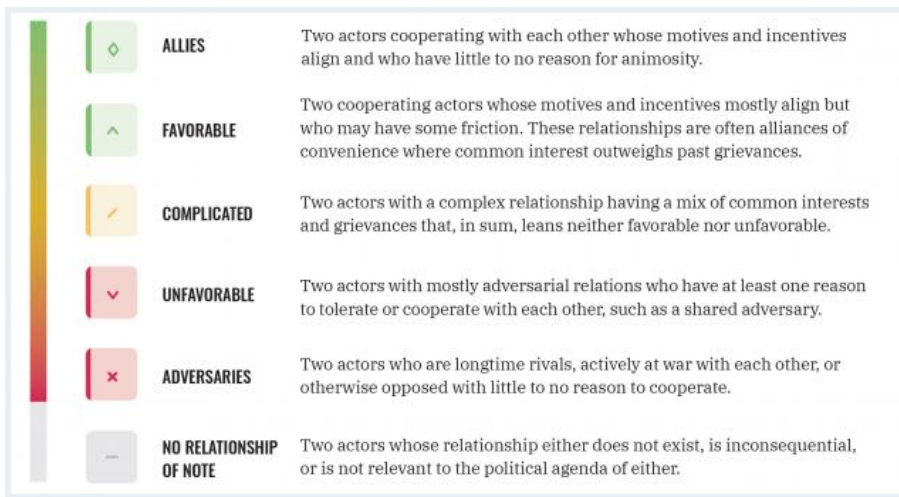 ALLIES
Two actors cooperating with each other whose motives and incentives
align and who have little to no reason for animosity.
FAVORABLE
Two cooperating actors whose motives and incentives mostly align but
who may have some friction. These relationships are often alliances of
convenience where common interest outweighs past grievances.
COMPLICATED
Two actors with a complex relationship having a mix of common interests
and grievances that, in sum, leans neither favorable nor unfavorable.
UNFAVORABLE
Two actors with mostly adversarial relations who have at least one reason
to tolerate or cooperate with each other, such as a shared adversary.
ADVERSARIES
Two actors who are longtime rivals, actively at war with each other, or
otherwise opposed with little to no reason to cooperate.
NO RELATIONSHIP
OF NOTE
Two actors whose relationship either does not exist, is inconsequential,
or is not relevant to the political agenda of either.